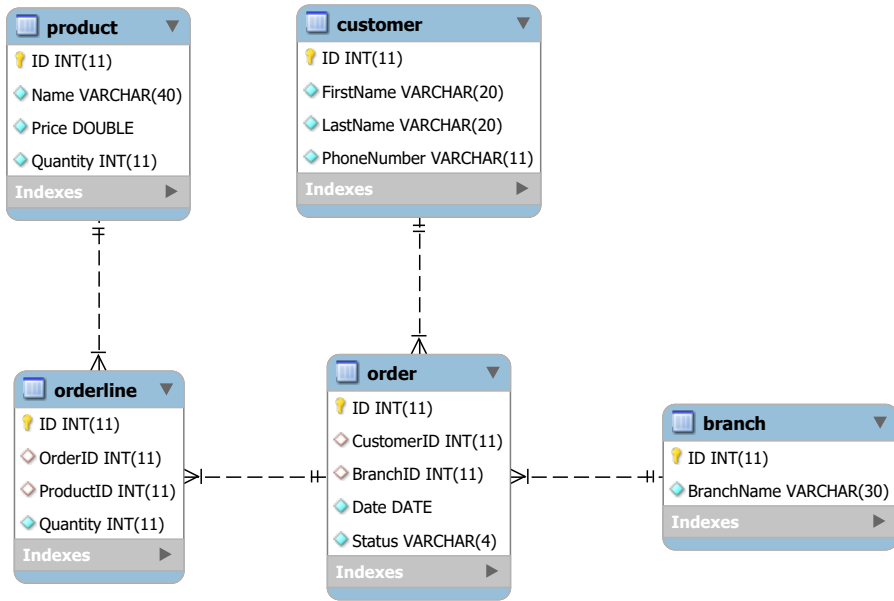 product
ID INT(11)
Name VARCHAR(40)
Price DOUBLE
Quantity INT(11)
Indexes
customer
ID INT(11)
FirstName VARCHAR(20)
LastName VARCHAR(20)
PhoneNumber VARCHAR(11)
Indexes
orderline
ID INT(11)
OrderID INT(11)
ProductID INT(11)
Quantity INT(11)
Indexes
order
ID INT(11)
CustomerID INT(11)
BranchID INT(11)
Date DATE
Status VARCHAR(4)
Indexes
branch
ID INT(11)
BranchName VARCHAR(30)
Indexes